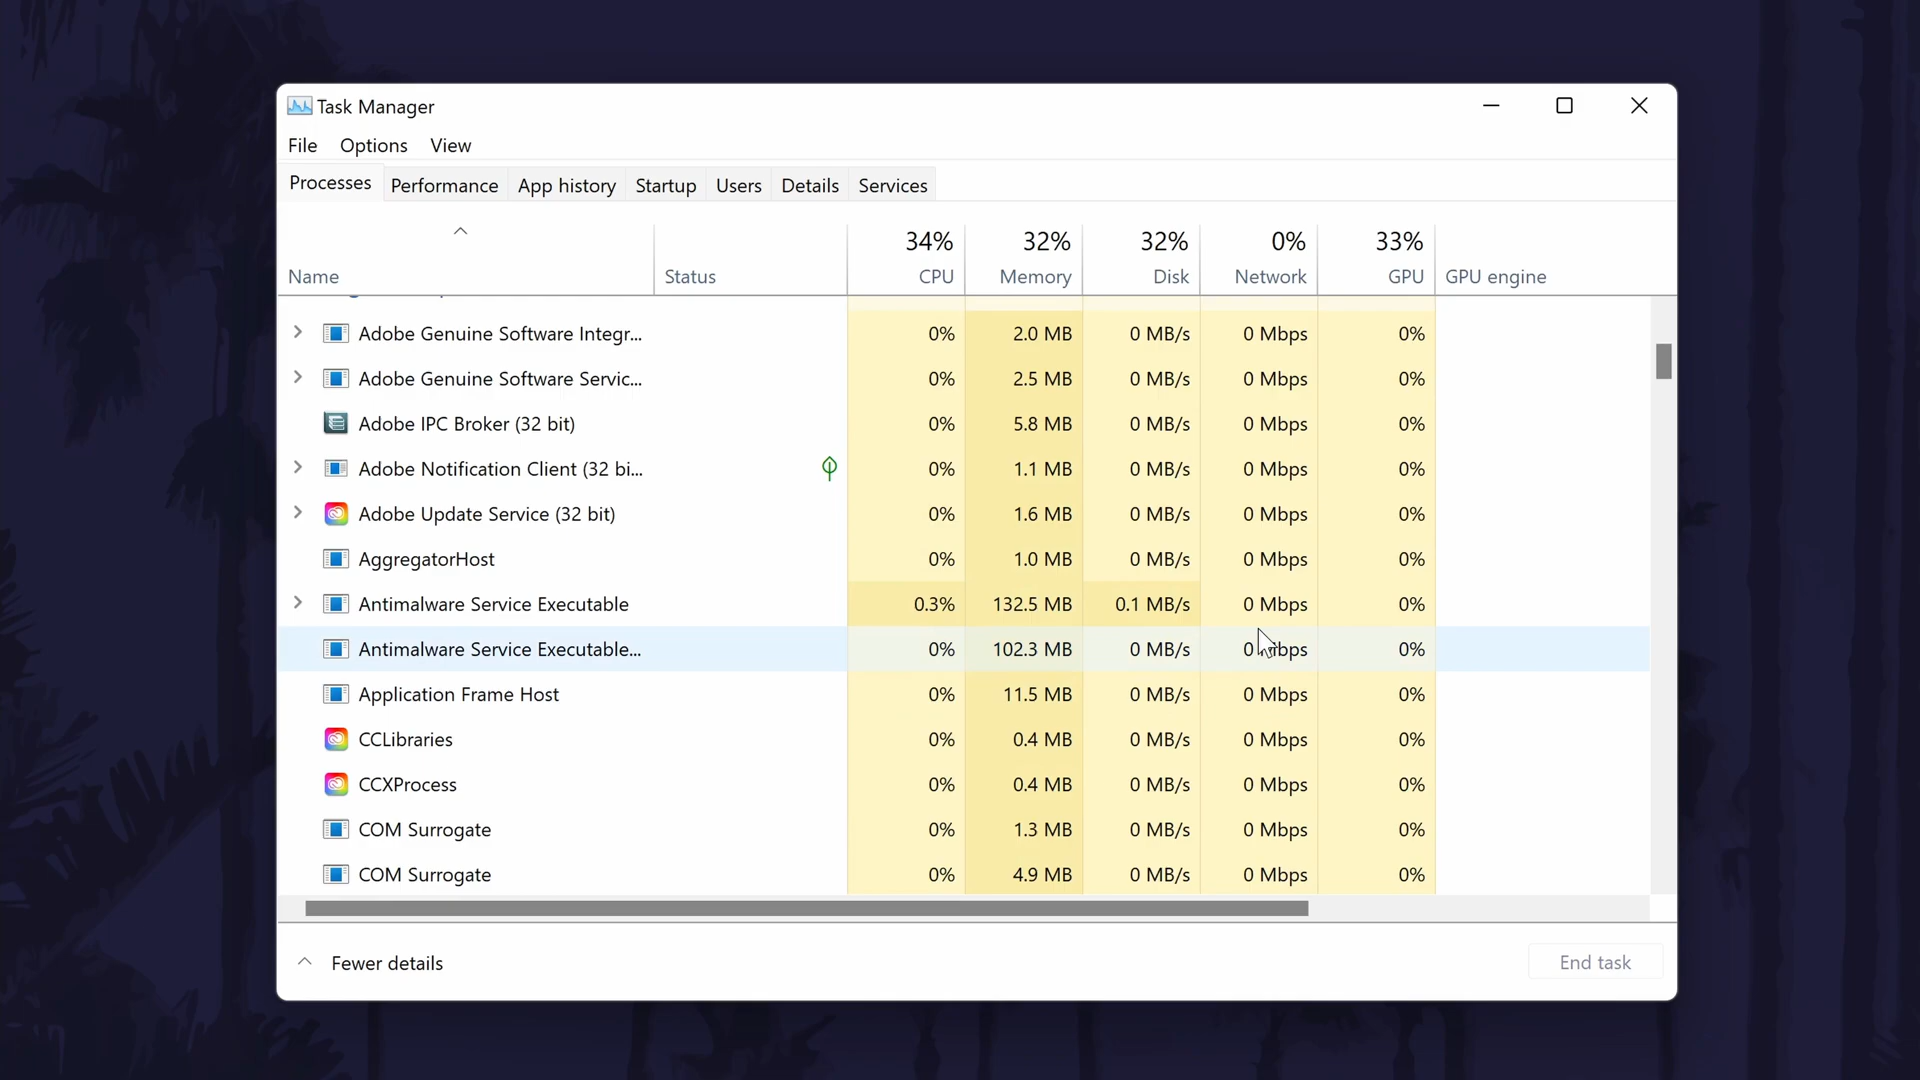 Task Manager
File Options View
Processes Performance App history Startup Users Details Services
34% 32% 32% 0% 33%
Name Status CPU Memory Disk Network GPU GPU engine
Adobe Genuine Software Integr... 0% 2.0 MB 0 MB/s 0 Mbps 0%
Adobe Genuine Software Servic... 0% 2.5 MB 0 MB/s 0 Mbps 0%
Adobe IPC Broker (32 bit) 0% 5.8 MB 0 MB/s 0 Mbps 0%
Adobe Notification Client (32 bi... 0% 1.1 MB 0 MB/s 0 Mbps 0%
Adobe Update Service (32 bit) 0% 1.6 MB 0 MB/s 0 Mbps 0%
AggregatorHost 0% 1.0 MB 0 MB/s 0 Mbps 0%
Antimalware Service Executable 0.3% 132.5 MB 0.1 MB/s 0 Mbps 0%
Antimalware Service Executable... 0% 102.3 MB 0 MB/s 0 Mbps 0%
Application Frame Host 0% 11.5 MB 0 MB/s 0 Mbps 0%
CCLibraries 0% 0.4 MB 0 MB/s 0 Mbps 0%
CCXProcess 0% 0.4 MB 0 MB/s 0 Mbps 0%
COM Surrogate 0% 1.3 MB 0 MB/s 0 Mbps 0%
COM Surrogate 0% 4.9 MB 0 MB/s 0 Mbps 0%
Fewer details End task